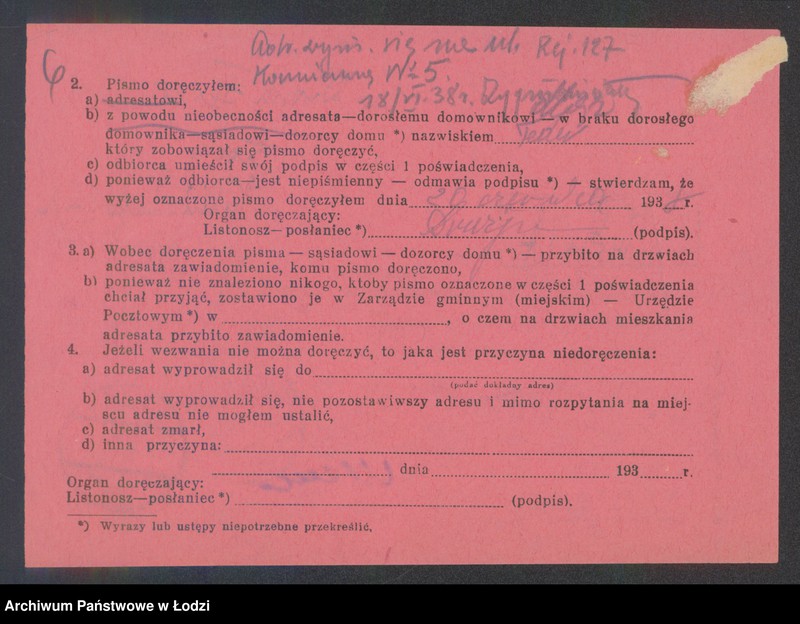 Adr. wypr. się na ul. Rej. 127
Konna Nr 5.
6
18/VI.38r.
2. Pismo doręczyłem:
a) adresatowi,
b) z powodu nieobecności adresata—dorosłemu domownikowi — w braku dorosłego
domownika—sąsiadowi—dozorcy domu *) nazwiskiem
który zobowiązał się pismo doręczyć,
c) odbiorca umieścił swój podpis w części 1 poświadczenia,
d) ponieważ odbiorca—jest niepiśmienny — odmawia podpisu *) — stwierdzam, że
wyżej oznaczone pismo doręczyłem dnia 193 8 r.
Organ doręczający:
Listonosz—posłaniec *) (podpis).
3. a) Wobec doręczenia pisma — sąsiadowi — dozorcy domu *) — przybito na drzwiach
adresata zawiadomienie, komu pismo doręczono,
b) ponieważ nie znaleziono nikogo, ktoby pismo oznaczone w części 1 poświadczenia
chciał przyjąć, zostawiono je w Zarządzie gminnym (miejskim) — Urzędzie
Pocztowym *) w , o czem na drzwiach mieszkania
adresata przybito zawiadomienie.
4. Jeżeli wezwania nie można doręczyć, to jaka jest przyczyna niedoręczenia:
a) adresat wyprowadził się do
(podać dokładny adres)
b) adresat wyprowadził się, nie pozostawiwszy adresu i mimo rozpytania na miej-
scu adresu nie mogłem ustalić,
c) adresat zmarł,
d) inna przyczyna:
dnia 193 r.
Organ doręczający:
Listonosz—posłaniec *) (podpis).
*) Wyrazy lub ustępy niepotrzebne przekreślić.
Archiwum Państwowe w Łodzi